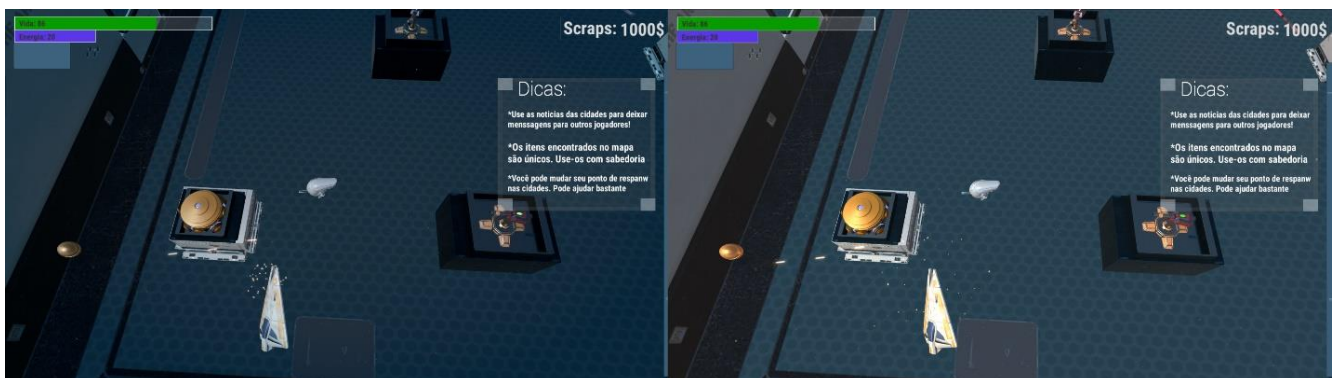 Vida: 86
Energia: 20
Scraps: 1000$
Dicas:
*Use as noticias das cidades para deixar
menssagens para outros jogadores!
*Os itens encontrados no mapa
são únicos. Use-os com sabedoria
*Você pode mudar seu ponto de respanw
nas cidades. Pode ajudar bastante
Vida: 86
Energia: 20
Scraps: 1000$
Dicas:
*Use as noticias das cidades para deixar
menssagens para outros jogadores!
*Os itens encontrados no mapa
são únicos. Use-os com sabedoria
*Você pode mudar seu ponto de respanw
nas cidades. Pode ajudar bastante